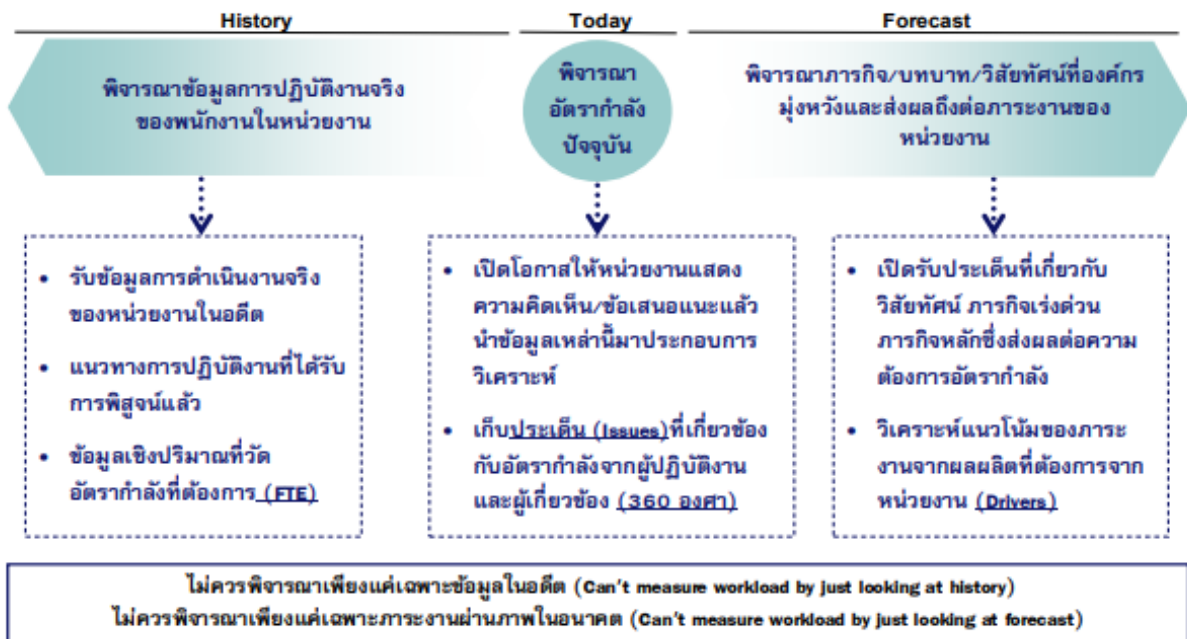 History
Today
Forecast
พิจารณาข้อมูลการปฏิบัติงานจริง
ของพนักงานในหน่วยงาน
พิจารณา
อัตรากำลัง
ปัจจุบัน
พิจารณาภารกิจ/บทบาท/วิสัยทัศน์ที่องค์กร
มุ่งหวังและส่งผลถึงต่อภาระงานของ
หน่วยงาน
• รับข้อมูลการดำเนินงานจริง
ของหน่วยงานในอดีต
• แนวทางการปฏิบัติงานที่ได้รับ
การพิสูจน์แล้ว
• ข้อมูลเชิงปริมาณที่วัด
อัตรากำลังที่ต้องการ (FTE)
• เปิดโอกาสให้หน่วยงานแสดง
ความคิดเห็น/ข้อเสนอแนะแล้ว
นำข้อมูลเหล่านี้มาประกอบการ
วิเคราะห์
• เก็บประเด็น (Issues)ที่เกี่ยวข้อง
กับอัตรากำลังจากผู้ปฏิบัติงาน
และผู้เกี่ยวข้อง (360 องศา)
• เปิดรับประเด็นที่เกี่ยวกับ
วิสัยทัศน์ ภารกิจเร่งด่วน
ภารกิจหลักซึ่งส่งผลต่อความ
ต้องการอัตรากำลัง
• วิเคราะห์แนวโน้มของภาระ
งานจากผลผลิตที่ต้องการจาก
หน่วยงาน (Drivers)
ไม่ควรพิจารณาเพียงแค่เฉพาะข้อมูลในอดีต (Can't measure workload by just looking at history)
ไม่ควรพิจารณาเพียงแค่เฉพาะภาระงานผ่านภาพในอนาคต (Can't measure workload by just looking at forecast)